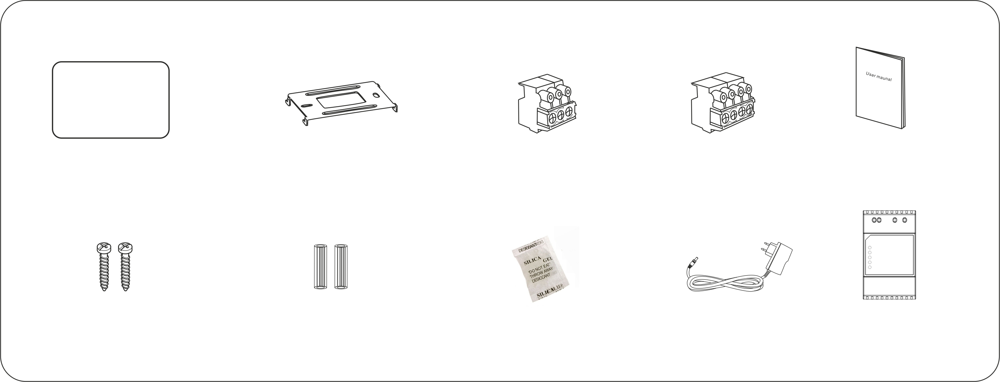 User maunal
DESICCANT
SILICA GEL
"DO NOT EAT"
THROW AWAY
DESICCANT
SILICA